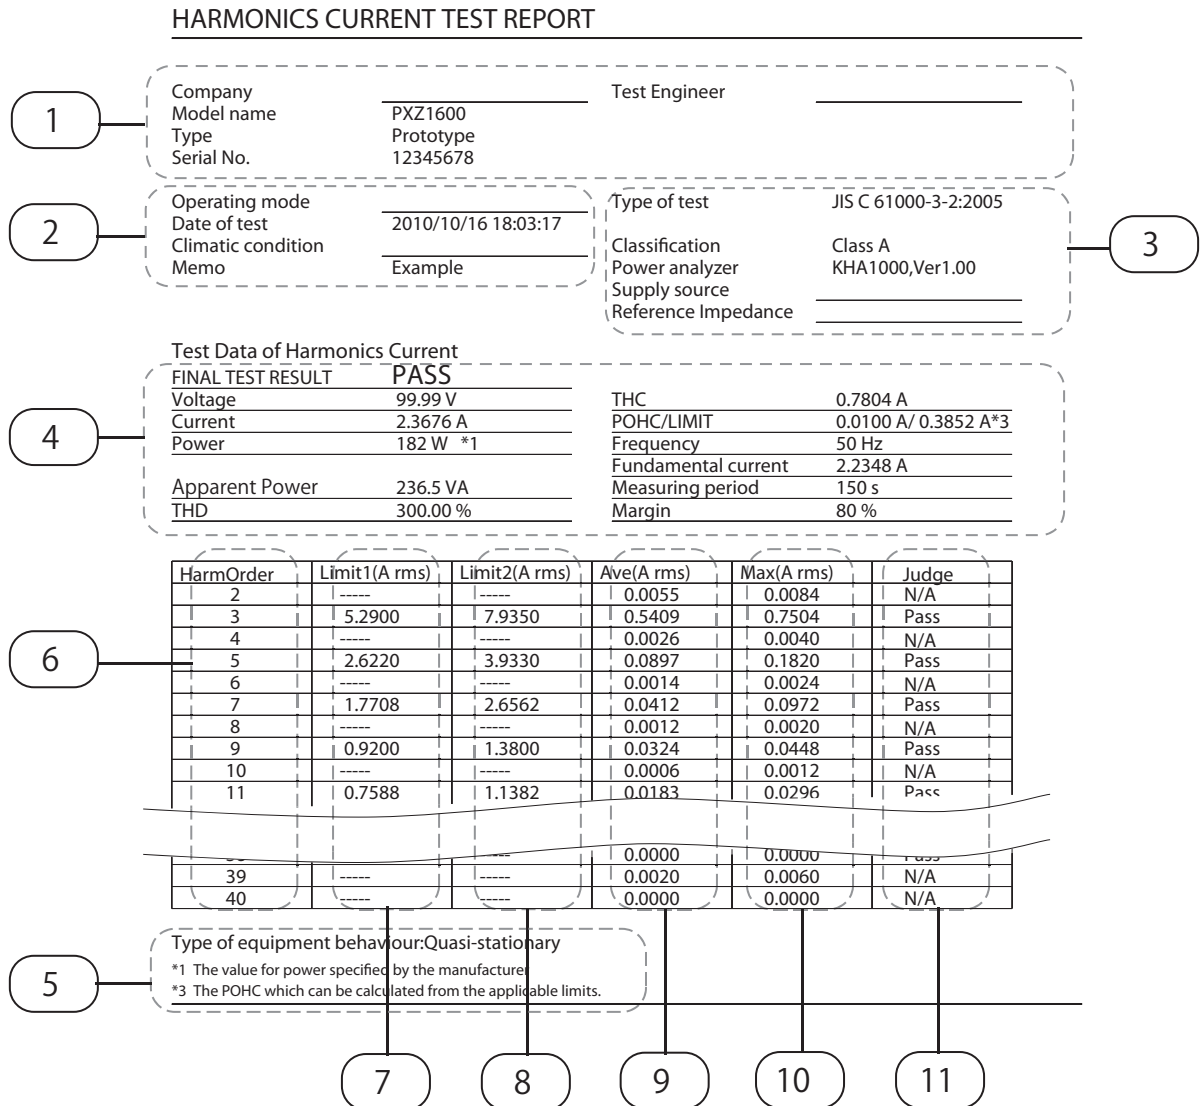 HARMONICS CURRENT TEST REPORT
Company Test Engineer
Model name PXZ1600
Type Prototype
Serial No. 12345678
1
Operating mode Type of test JIS C 61000-3-2:2005
Date of test 2010/10/16 18:03:17
Climatic condition Classification Class A
Memo Example Power analyzer KHA1000,Ver1.00
Supply source
Reference Impedance
2
3
Test Data of Harmonics Current
FINAL TEST RESULT PASS
Voltage 99.99 V THC 0.7804 A
Current 2.3676 A POHC/LIMIT 0.0100 A/ 0.3852 A*3
Power 182 W *1 Frequency 50 Hz
Fundamental current 2.2348 A
Apparent Power 236.5 VA Measuring period 150 s
THD 300.00 % Margin 80 %
4
HarmOrder Limit1(A rms) Limit2(A rms) Ave(A rms) Max(A rms) Judge
2 ----- ----- 0.0055 0.0084 N/A
3 5.2900 7.9350 0.5409 0.7504 Pass
4 ----- ----- 0.0026 0.0040 N/A
5 2.6220 3.9330 0.0897 0.1820 Pass
6 ----- ----- 0.0014 0.0024 N/A
7 1.7708 2.6562 0.0412 0.0972 Pass
8 ----- ----- 0.0012 0.0020 N/A
9 0.9200 1.3800 0.0324 0.0448 Pass
10 ----- ----- 0.0006 0.0012 N/A
11 0.7588 1.1382 0.0183 0.0296 Pass
----- 0.0000 0.0000 Pass
39 ----- ----- 0.0020 0.0060 N/A
40 ----- ----- 0.0000 0.0000 N/A
6
Type of equipment behaviour:Quasi-stationary
*1 The value for power specified by the manufacturer
*3 The POHC which can be calculated from the applicable limits.
5
7 8 9 10 11